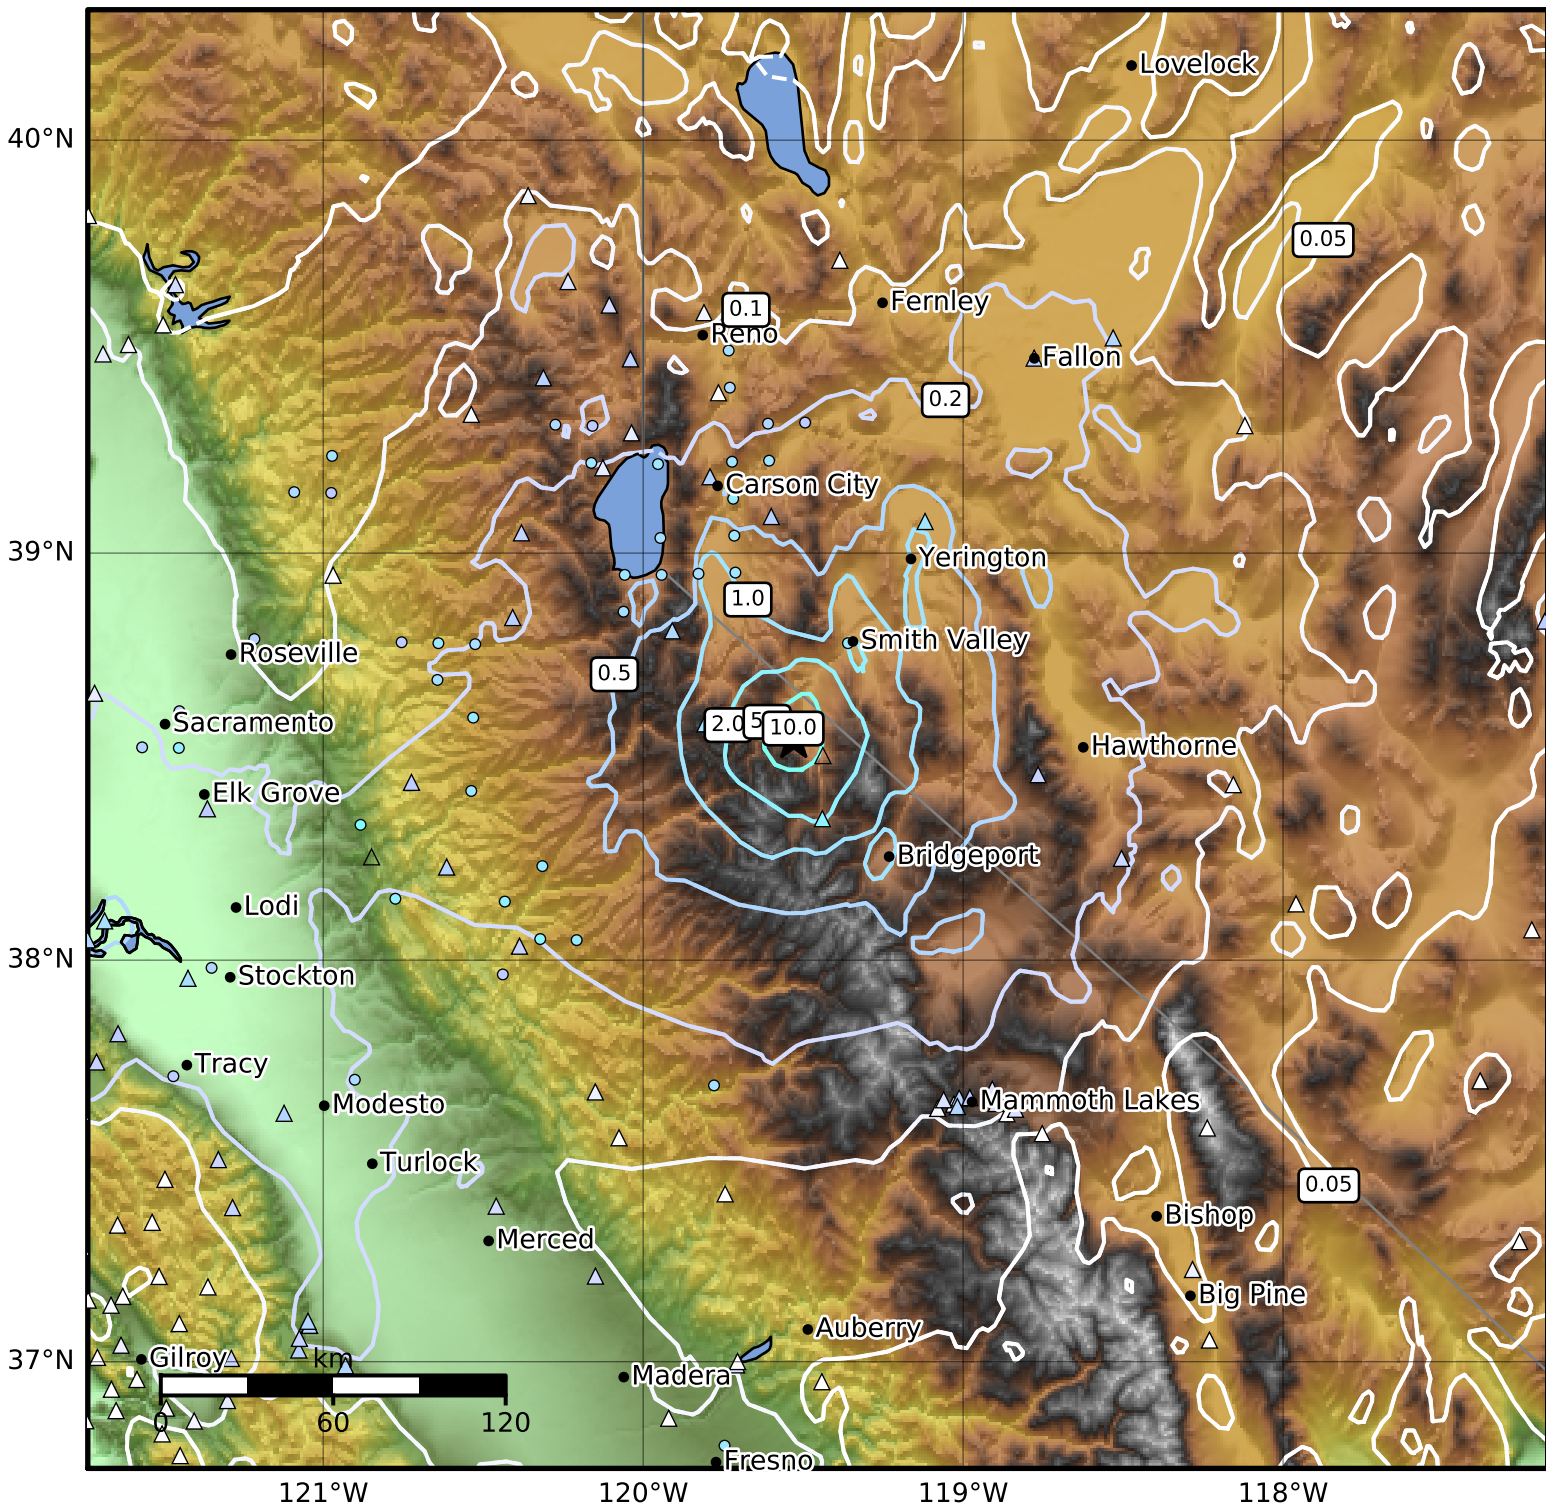 Lovelock
40°N
0.05
0.1
Fernley
Reno
Fallon
0.2
Carson City
39°N
Yerington
1.0
Smith Valley
Roseville
0.5
Sacramento
2.0
5
10.0
Hawthorne
Elk Grove
Bridgeport
Lodi
38°N
Stockton
Tracy
Mammoth Lakes
Modesto
Turlock
0.05
Bishop
Merced
Big Pine
Auberry
37°N
Gilroy
km
Madera
0 60 120
Fresno
121°W 120°W 119°W 118°W